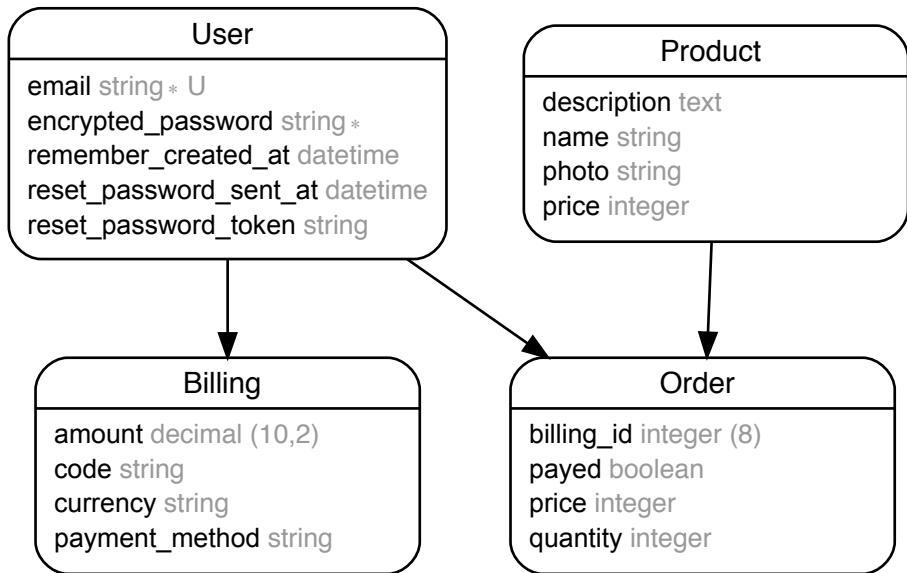 User
email string * U
encrypted_password string *
remember_created_at datetime
reset_password_sent_at datetime
reset_password_token string
Product
description text
name string
photo string
price integer
Billing
amount decimal (10,2)
code string
currency string
payment_method string
Order
billing_id integer (8)
payed boolean
price integer
quantity integer